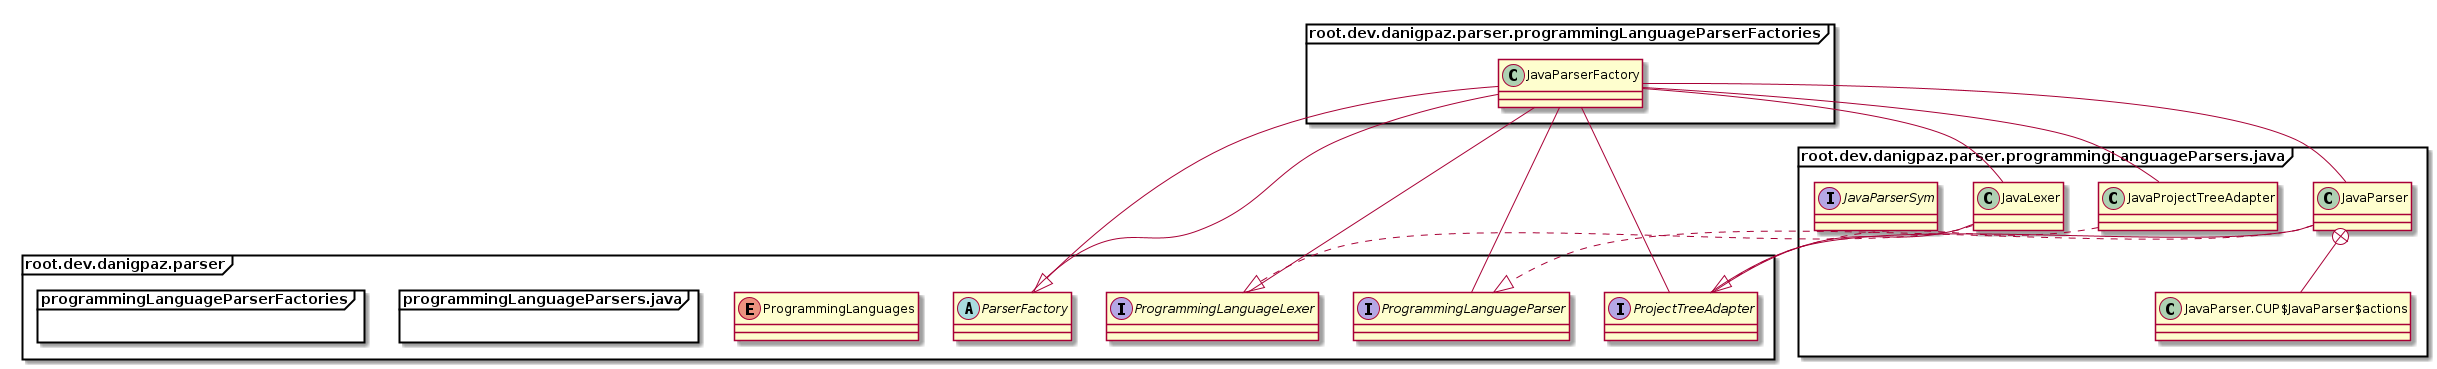 root.dev.danigpaz.parser.programmingLanguageParserFactories
C JavaParserFactory
root.dev.danigpaz.parser.programmingLanguageParsers.java
I JavaParserSym
C JavaLexer
C JavaProjectTreeAdapter
C JavaParser
root.dev.danigpaz.parser
programmingLanguageParserFactories
programmingLanguageParsers.java
E ProgrammingLanguages
A ParserFactory
I ProgrammingLanguageLexer
I ProgrammingLanguageParser
I ProjectTreeAdapter
C JavaParser.CUP$JavaParser$actions